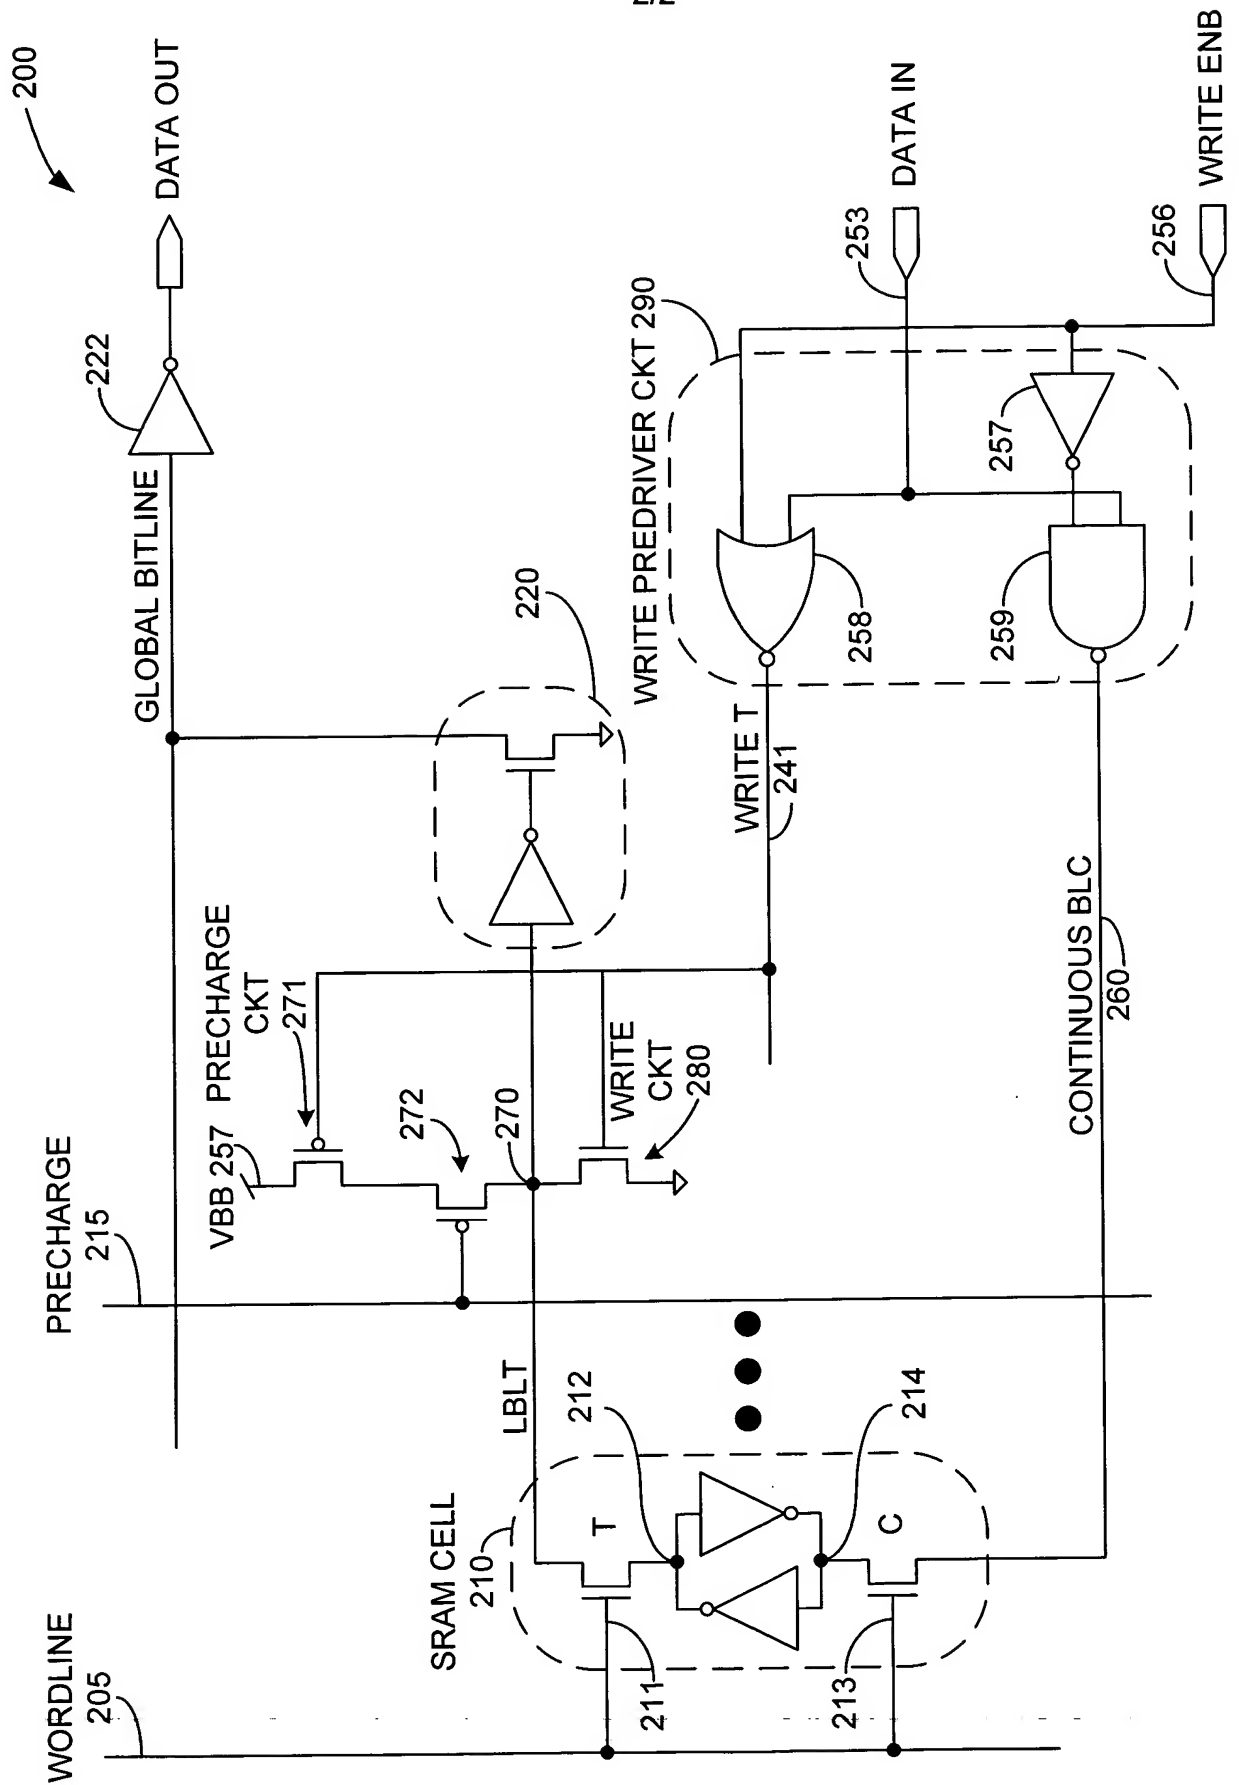 2/2
200
WORDLINE
205
PRECHARGE
215
GLOBAL BITLINE
222
DATA OUT
VBB 257
PRECHARGE
CKT
271
272
270
220
SRAM CELL
210
LBLT
T
212
211
WRITE
CKT
280
WRITE T
241
WRITE PREDRIVER CKT 290
253
DATA IN
258
257
259
256
WRITE ENB
214
C
213
CONTINUOUS BLC
260